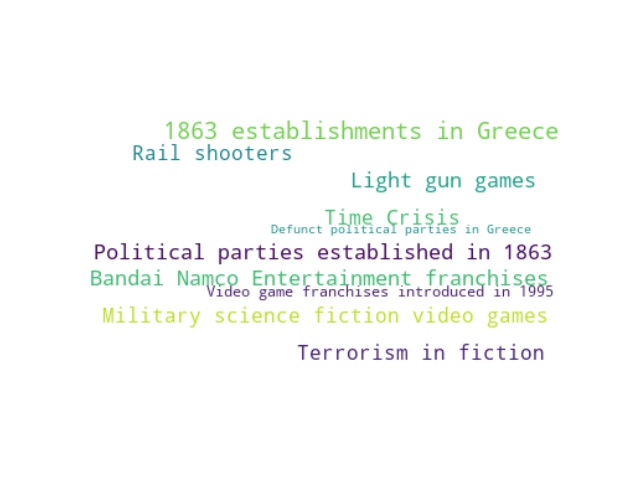 1863 establishments in Greece
Rail shooters
Light gun games
Time Crisis
Defunct political parties in Greece
Political parties established in 1863
Bandai Namco Entertainment franchises
Video game franchises introduced in 1995
Military science fiction video games
Terrorism in fiction